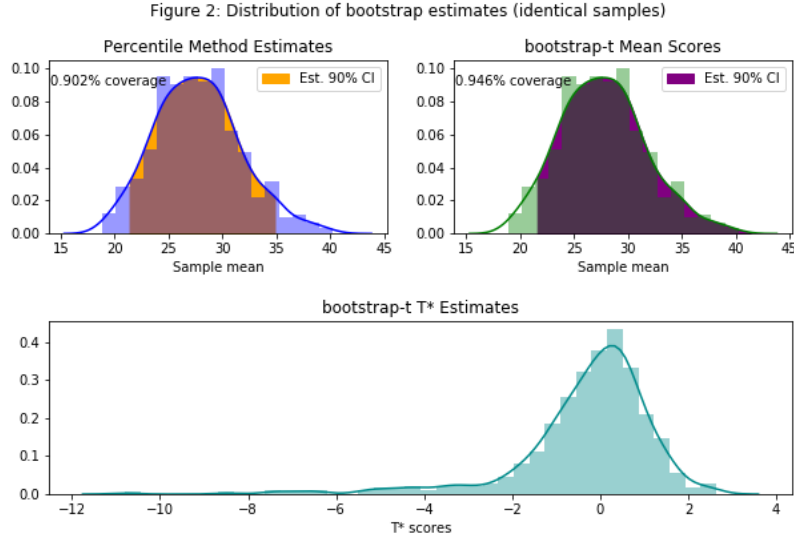 Figure 2: Distribution of bootstrap estimates (identical samples)
Percentile Method Estimates
0.10
0.08
0.06
0.04
0.02
0.00
0.902% coverage
Est. 90% CI
15 20 25 30 35 40 45
Sample mean
bootstrap-t Mean Scores
0.10
0.08
0.06
0.04
0.02
0.00
0.946% coverage
Est. 90% CI
15 20 25 30 35 40 45
Sample mean
bootstrap-t T* Estimates
0.4
0.3
0.2
0.1
0.0
−12 −10 −8 −6 −4 −2 0 2 4
T* scores